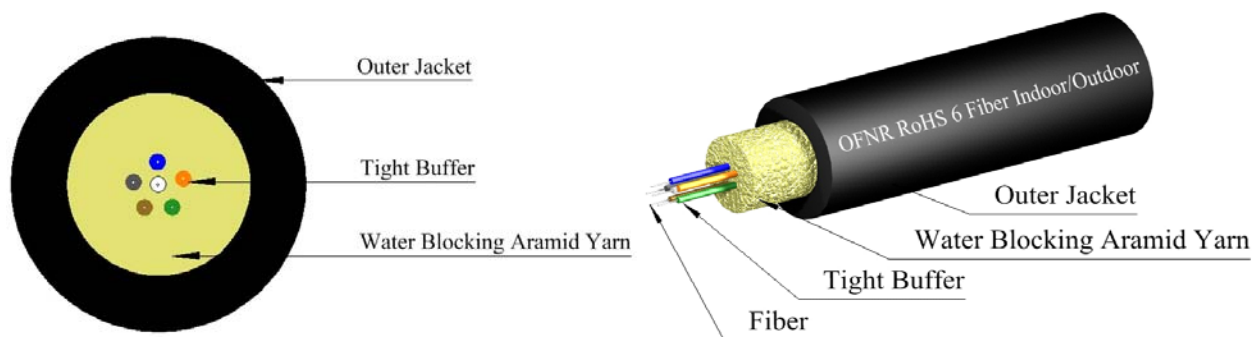 Outer Jacket
Tight Buffer
Water Blocking Aramid Yarn
OFNR RoHS 6 Fiber Indoor/Outdoor
Outer Jacket
Water Blocking Aramid Yarn
Tight Buffer
Fiber